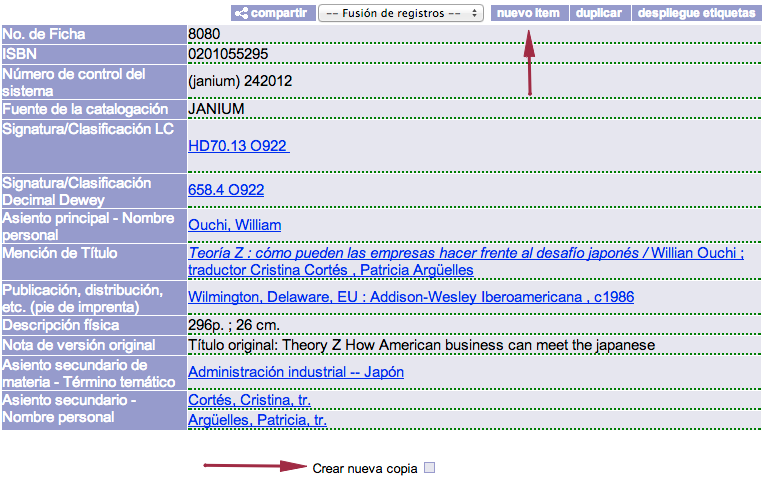 compartir -- Fusión de registros -- nuevo item duplicar despliegue etiquetas
No. de Ficha 8080
ISBN 0201055295
Número de control del
sistema (janium) 242012
Fuente de la catalogación JANIUM
Signatura/Clasificación LC
HD70.13 O922
Signatura/Clasificación
Decimal Dewey 658.4 O922
Asiento principal - Nombre
personal Ouchi, William
Mención de Título Teoría Z : cómo pueden las empresas hacer frente al desafío japonés / Willian Ouchi ;
traductor Cristina Cortés , Patricia Argüelles
Publicación, distribución,
etc. (pie de imprenta) Wilmington, Delaware, EU : Addison-Wesley Iberoamericana , c1986
Descripción física 296p. ; 26 cm.
Nota de versión original Título original: Theory Z How American business can meet the japanese
Asiento secundario de
materia - Término temático Administración industrial -- Japón
Asiento secundario - Cortés, Cristina, tr.
Nombre personal Argüelles, Patricia, tr.
Crear nueva copia